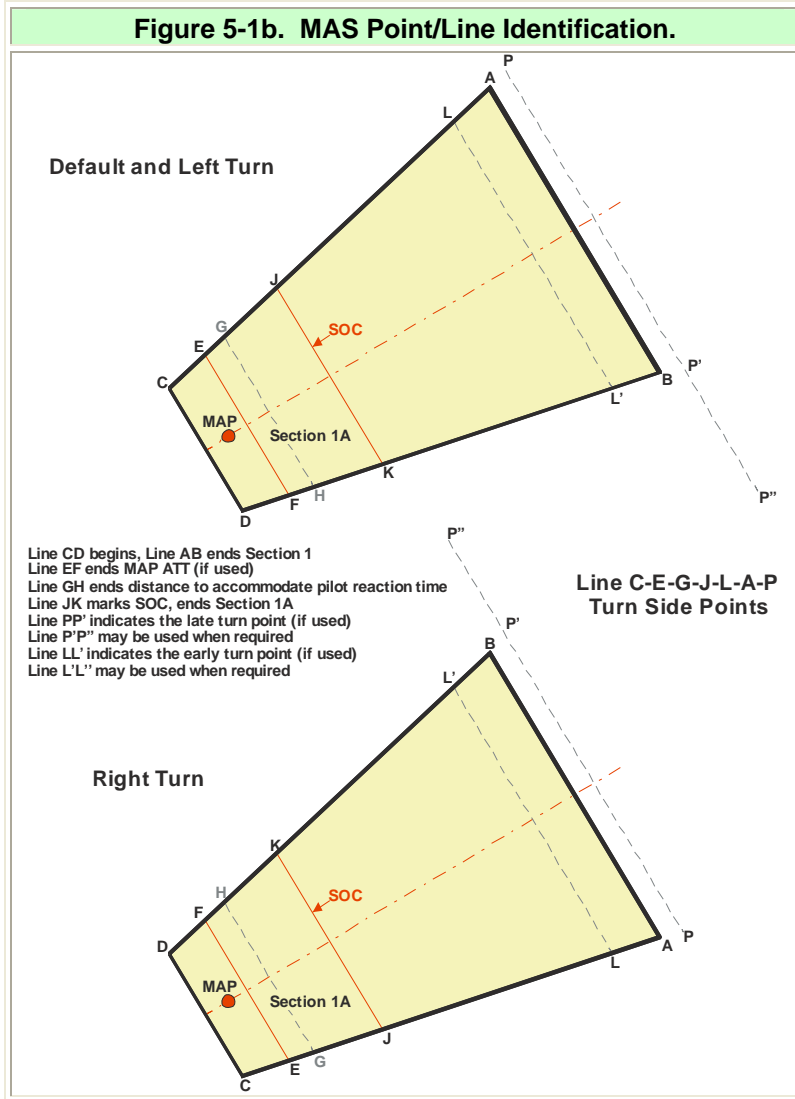 Figure 5-1b. MAS Point/Line Identification.
P
A
L
Default and Left Turn
J
G
SOC
E
C
P'
B
L'
MAP
Section 1A
K
P"
H
F
D
P"
Line CD begins, Line AB ends Section 1
Line EF ends MAP ATT (if used)
Line GH ends distance to accommodate pilot reaction time
Line JK marks SOC, ends Section 1A
Line PP' indicates the late turn point (if used)
Line P'P" may be used when required
Line LL' indicates the early turn point (if used)
Line L'L'' may be used when required
Line C-E-G-J-L-A-P
Turn Side Points
P'
B
L'
Right Turn
K
H
SOC
F
D
P
A
L
MAP
Section 1A
J
G
E
C